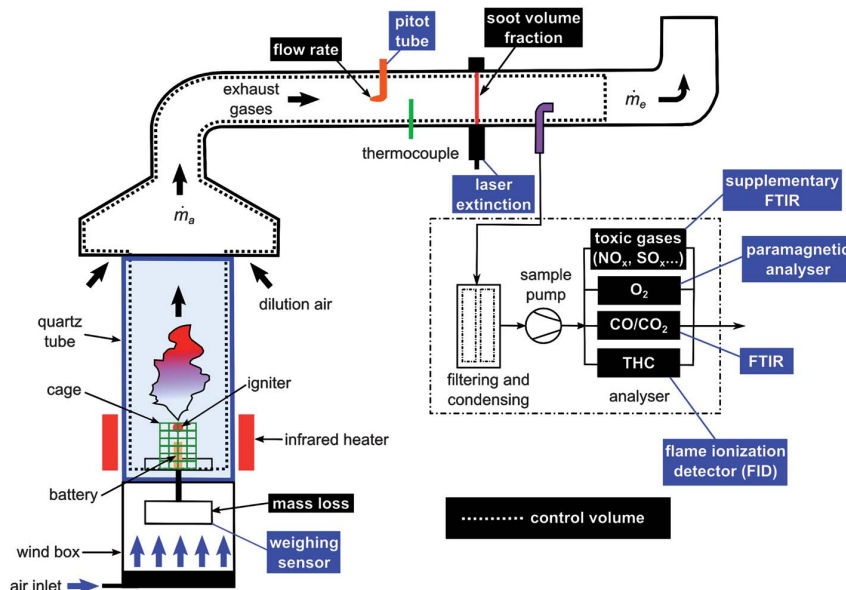 pitot
tube
flow rate
soot volume
fraction
exhaust
gases
ṁe
thermocouple
laser
extinction
ṁa
supplementary
FTIR
toxic gases
(NOx, SOx...)
paramagnetic
analyser
O2
sample
pump
CO/CO2
FTIR
THC
filtering and
condensing
analyser
flame ionization
detector (FID)
dilution air
quartz
tube
cage
igniter
infrared heater
battery
mass loss
weighing
sensor
wind box
air inlet
control volume